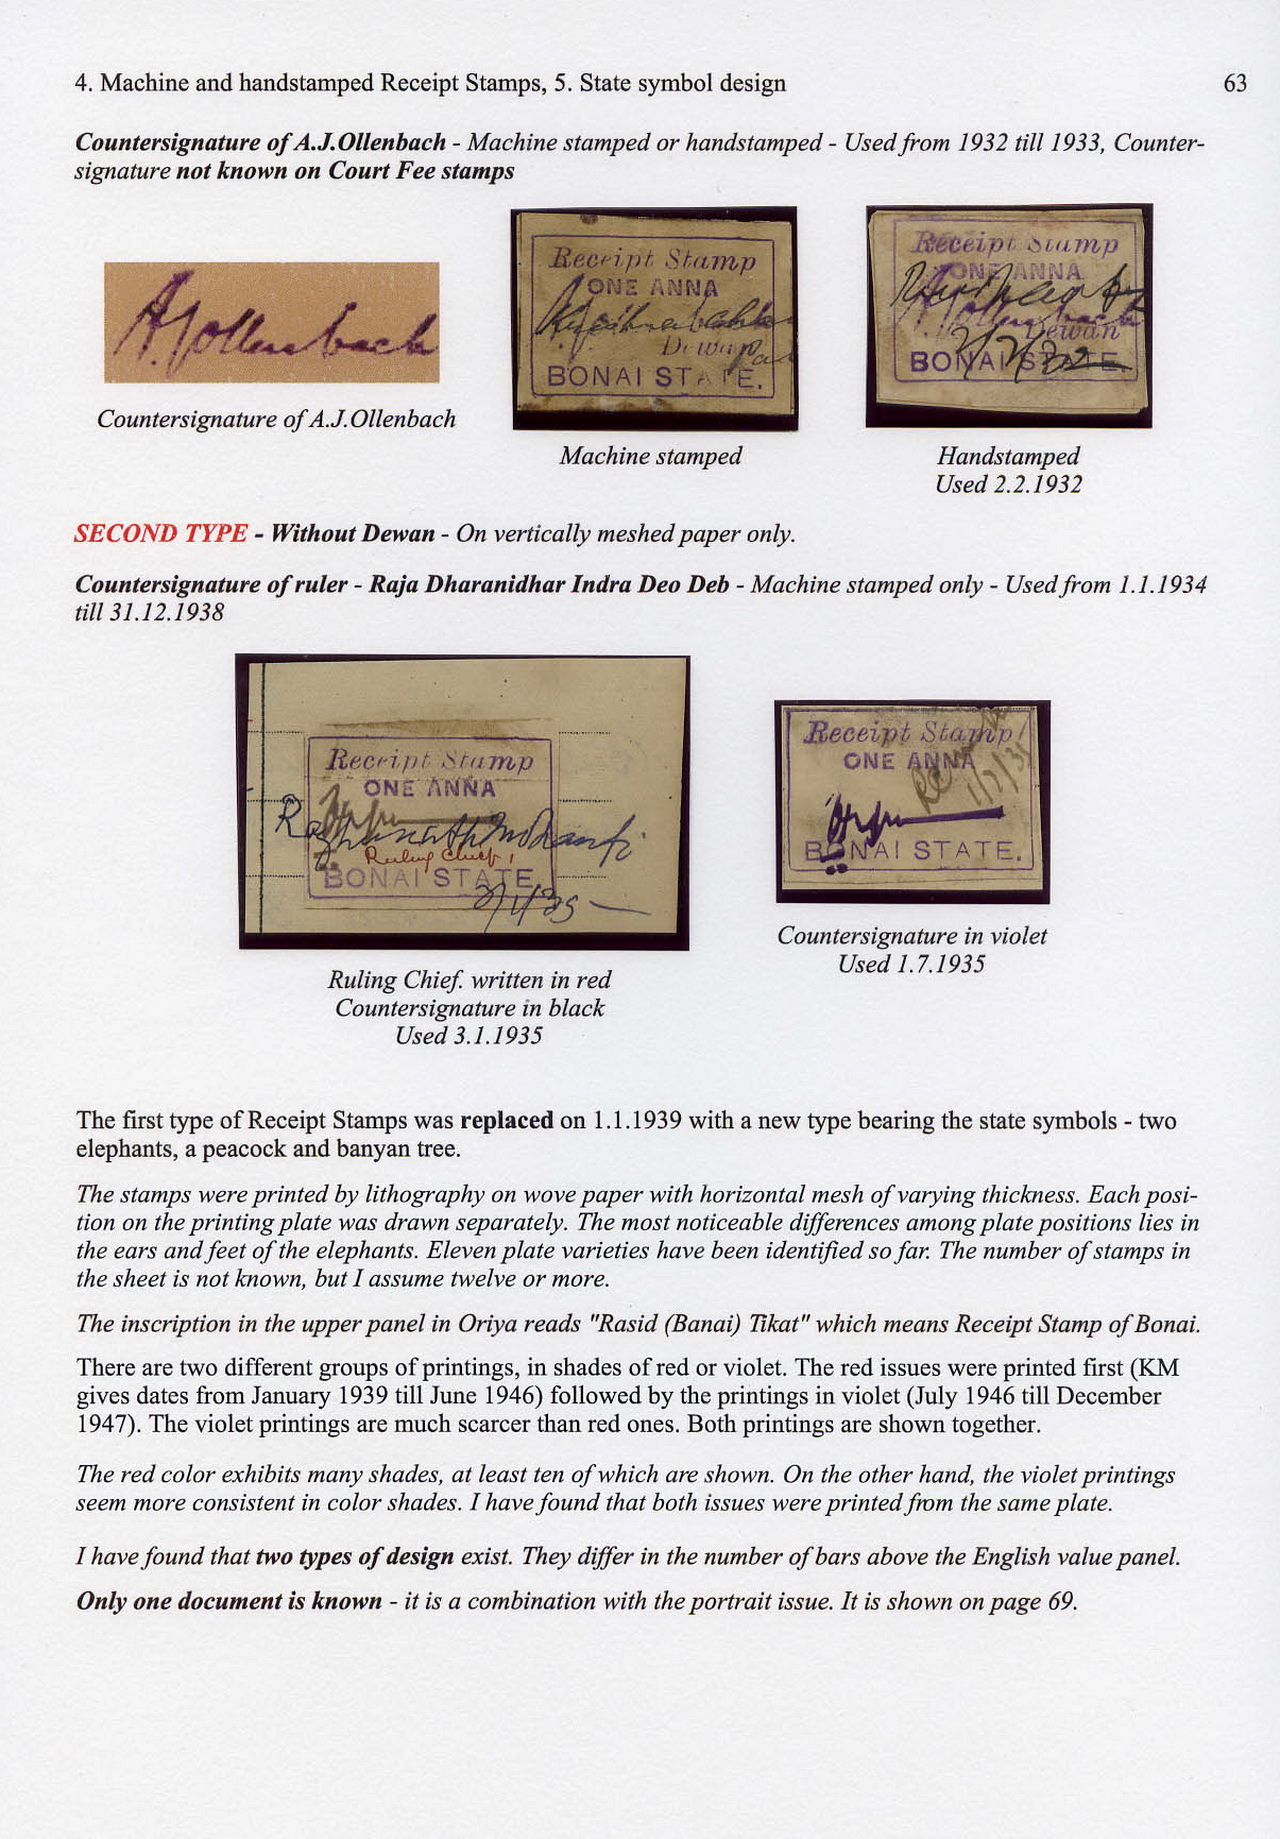 4. Machine and handstamped Receipt Stamps, 5. State symbol design 63
Countersignature of A.J.Ollenbach - Machine stamped or handstamped - Used from 1932 till 1933, Counter-
signature not known on Court Fee stamps
A.J.Ollenbach
Receipt Stamp
ONE ANNA
Dewan
BONAI STATE.
Receipt Stamp
ONE ANNA
Dewan
BONAI STATE.
2/2/32
Countersignature of A.J.Ollenbach
Machine stamped
Handstamped
Used 2.2.1932
SECOND TYPE - Without Dewan - On vertically meshed paper only.
Countersignature of ruler - Raja Dharanidhar Indra Deo Deb - Machine stamped only - Used from 1.1.1934
till 31.12.1938
Receipt Stamp
ONE ANNA
Ruling Chief
BONAI STATE
3/1/35
Receipt Stamp
ONE ANNA
1/7/35
BONAI STATE.
Countersignature in violet
Used 1.7.1935
Ruling Chief. written in red
Countersignature in black
Used 3.1.1935
The first type of Receipt Stamps was replaced on 1.1.1939 with a new type bearing the state symbols - two
elephants, a peacock and banyan tree.
The stamps were printed by lithography on wove paper with horizontal mesh of varying thickness. Each posi-
tion on the printing plate was drawn separately. The most noticeable differences among plate positions lies in
the ears and feet of the elephants. Eleven plate varieties have been identified so far. The number of stamps in
the sheet is not known, but I assume twelve or more.
The inscription in the upper panel in Oriya reads "Rasid (Banai) Tikat" which means Receipt Stamp of Bonai.
There are two different groups of printings, in shades of red or violet. The red issues were printed first (KM
gives dates from January 1939 till June 1946) followed by the printings in violet (July 1946 till December
1947). The violet printings are much scarcer than red ones. Both printings are shown together.
The red color exhibits many shades, at least ten of which are shown. On the other hand, the violet printings
seem more consistent in color shades. I have found that both issues were printed from the same plate.
I have found that two types of design exist. They differ in the number of bars above the English value panel.
Only one document is known - it is a combination with the portrait issue. It is shown on page 69.